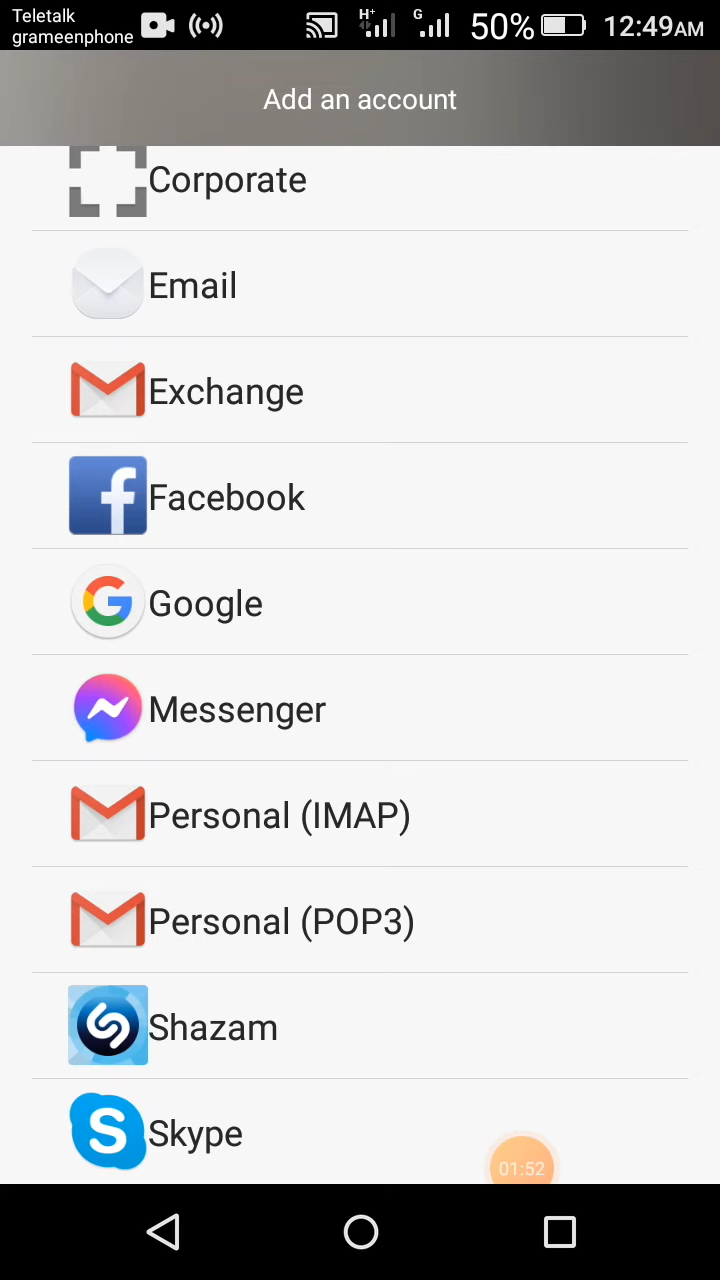 Teletalk
grameenphone
H+ G 50% 12:49AM
Add an account
Corporate
Email
Exchange
Facebook
Google
Messenger
Personal (IMAP)
Personal (POP3)
Shazam
Skype
01:52